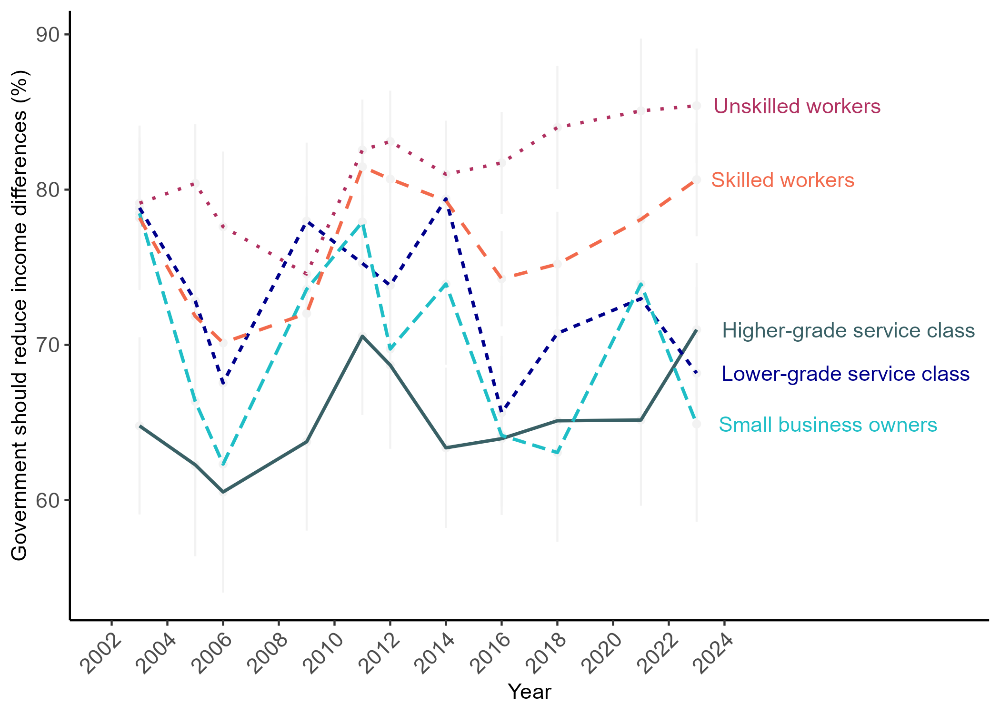 Government should reduce income differences (%)
90
80
70
60
Unskilled workers
Skilled workers
Higher-grade service class
Lower-grade service class
Small business owners
2002
2004
2006
2008
2010
2012
2014
2016
2018
2020
2022
2024
Year